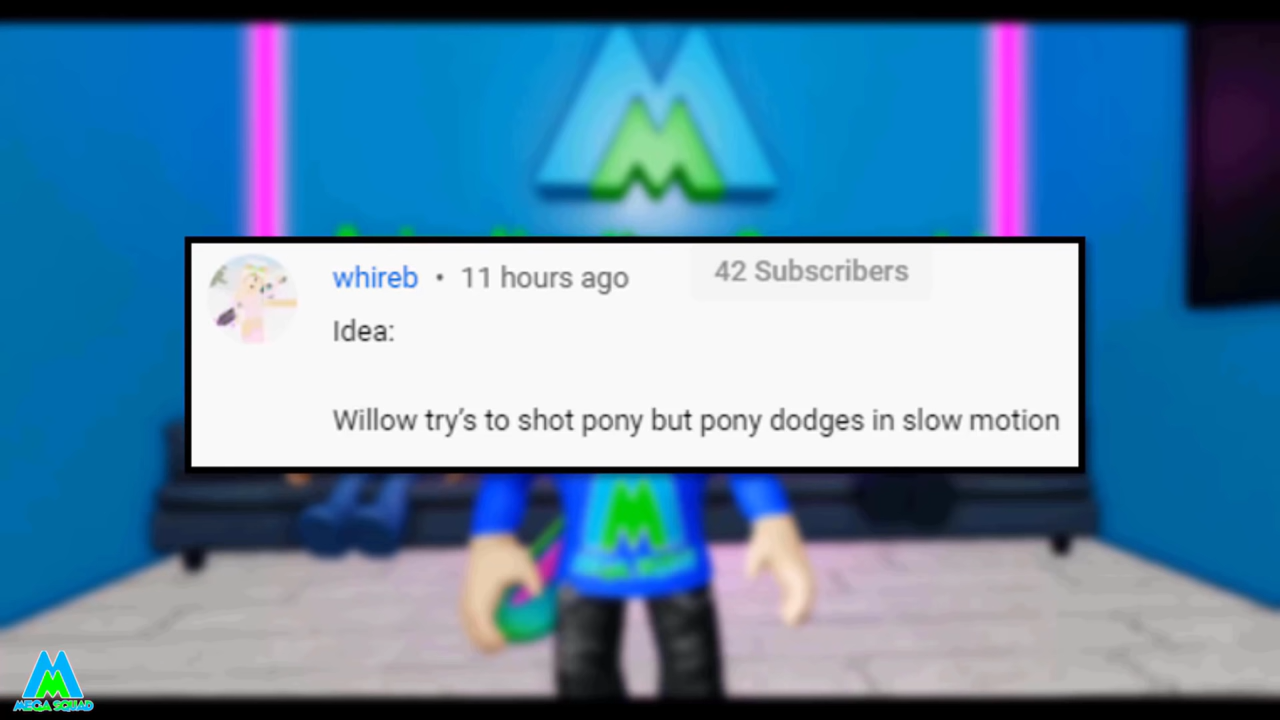 whireb • 11 hours ago 42 Subscribers
Idea:
Willow try's to shot pony but pony dodges in slow motion
MEGA SQUAD